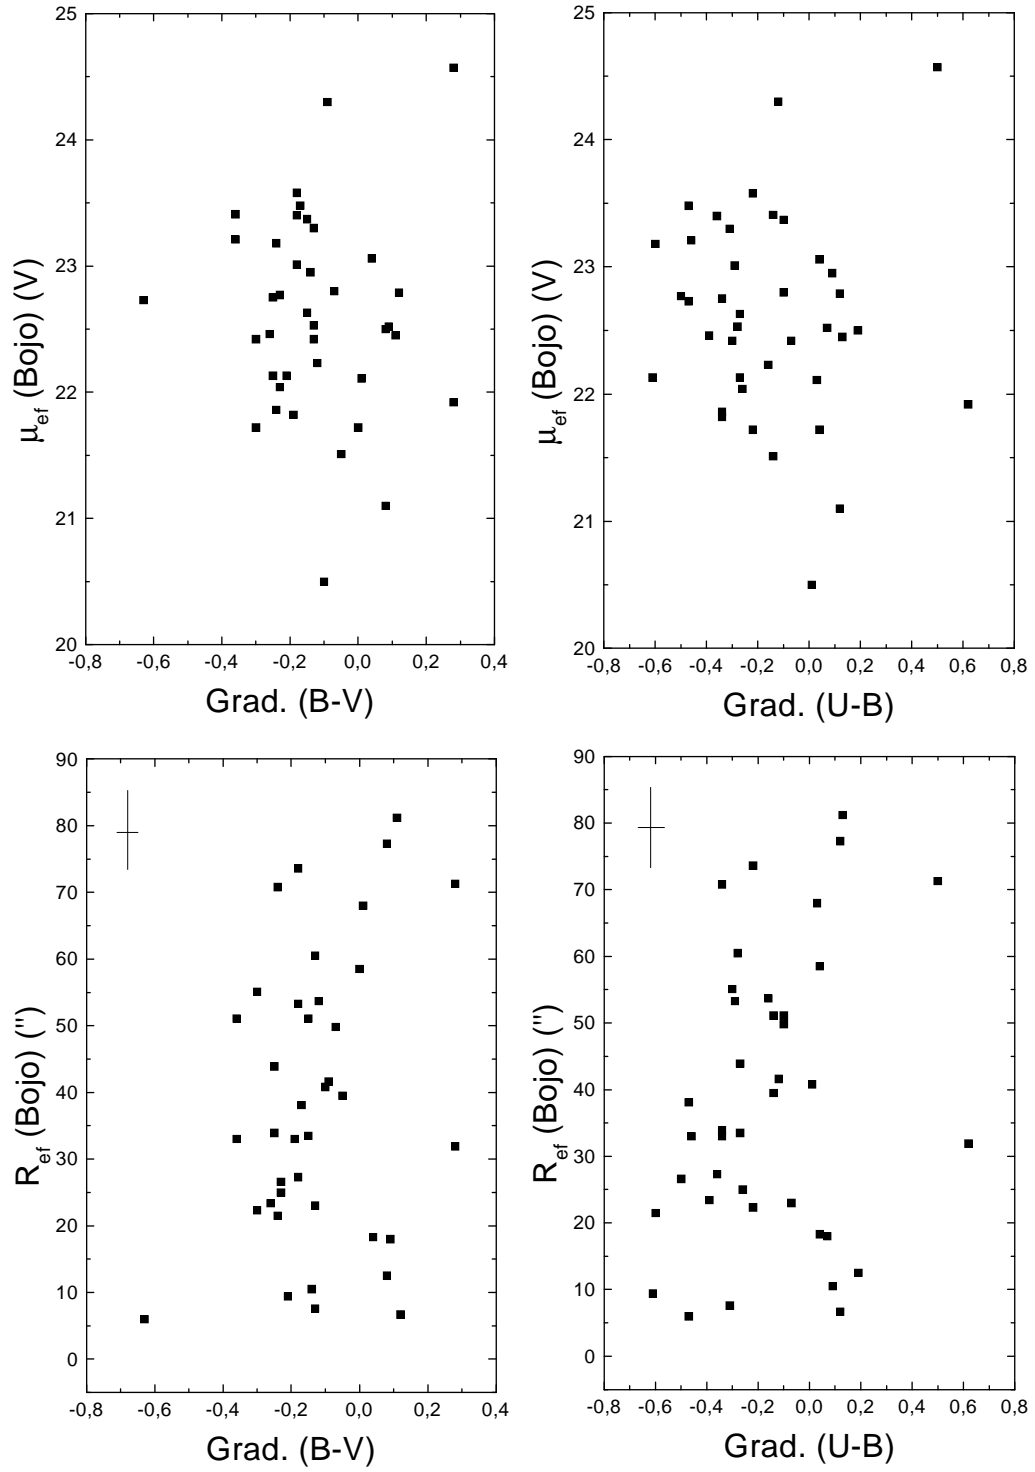 25
24
23
22
21
20
μef (Bojo) (V)
-0,8 -0,6 -0,4 -0,2 0,0 0,2 0,4
Grad. (B-V)
25
24
23
22
21
20
μef (Bojo) (V)
-0,8 -0,6 -0,4 -0,2 0,0 0,2 0,4 0,6 0,8
Grad. (U-B)
90
80
70
60
50
40
30
20
10
0
Ref (Bojo) (")
-0,8 -0,6 -0,4 -0,2 0,0 0,2 0,4
Grad. (B-V)
90
80
70
60
50
40
30
20
10
0
Ref (Bojo) (")
-0,8 -0,6 -0,4 -0,2 0,0 0,2 0,4 0,6 0,8
Grad. (U-B)